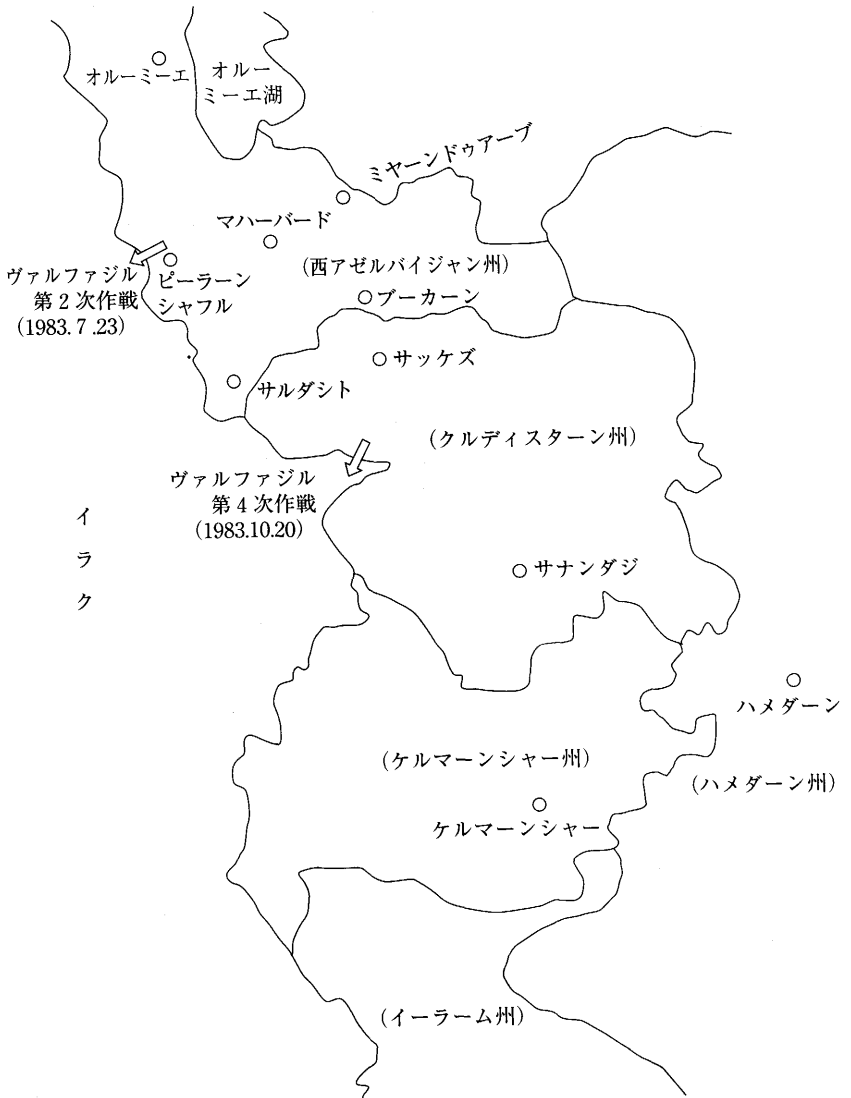 オルーミーエ
オルー
ミーエ湖
ミヤーンドゥアーブ
マハーバード
(西アゼルバイジャン州)
ヴァルファジル
第2次作戦
(1983.7.23)
ピーラーン
シャフル
ブーカーン
サッケズ
サルダシト
(クルディスターン州)
ヴァルファジル
第4次作戦
(1983.10.20)
イ
ラ
ク
サナンダジ
ハメダーン
(ケルマーンシャー州)
(ハメダーン州)
ケルマーンシャー
(イーラーム州)